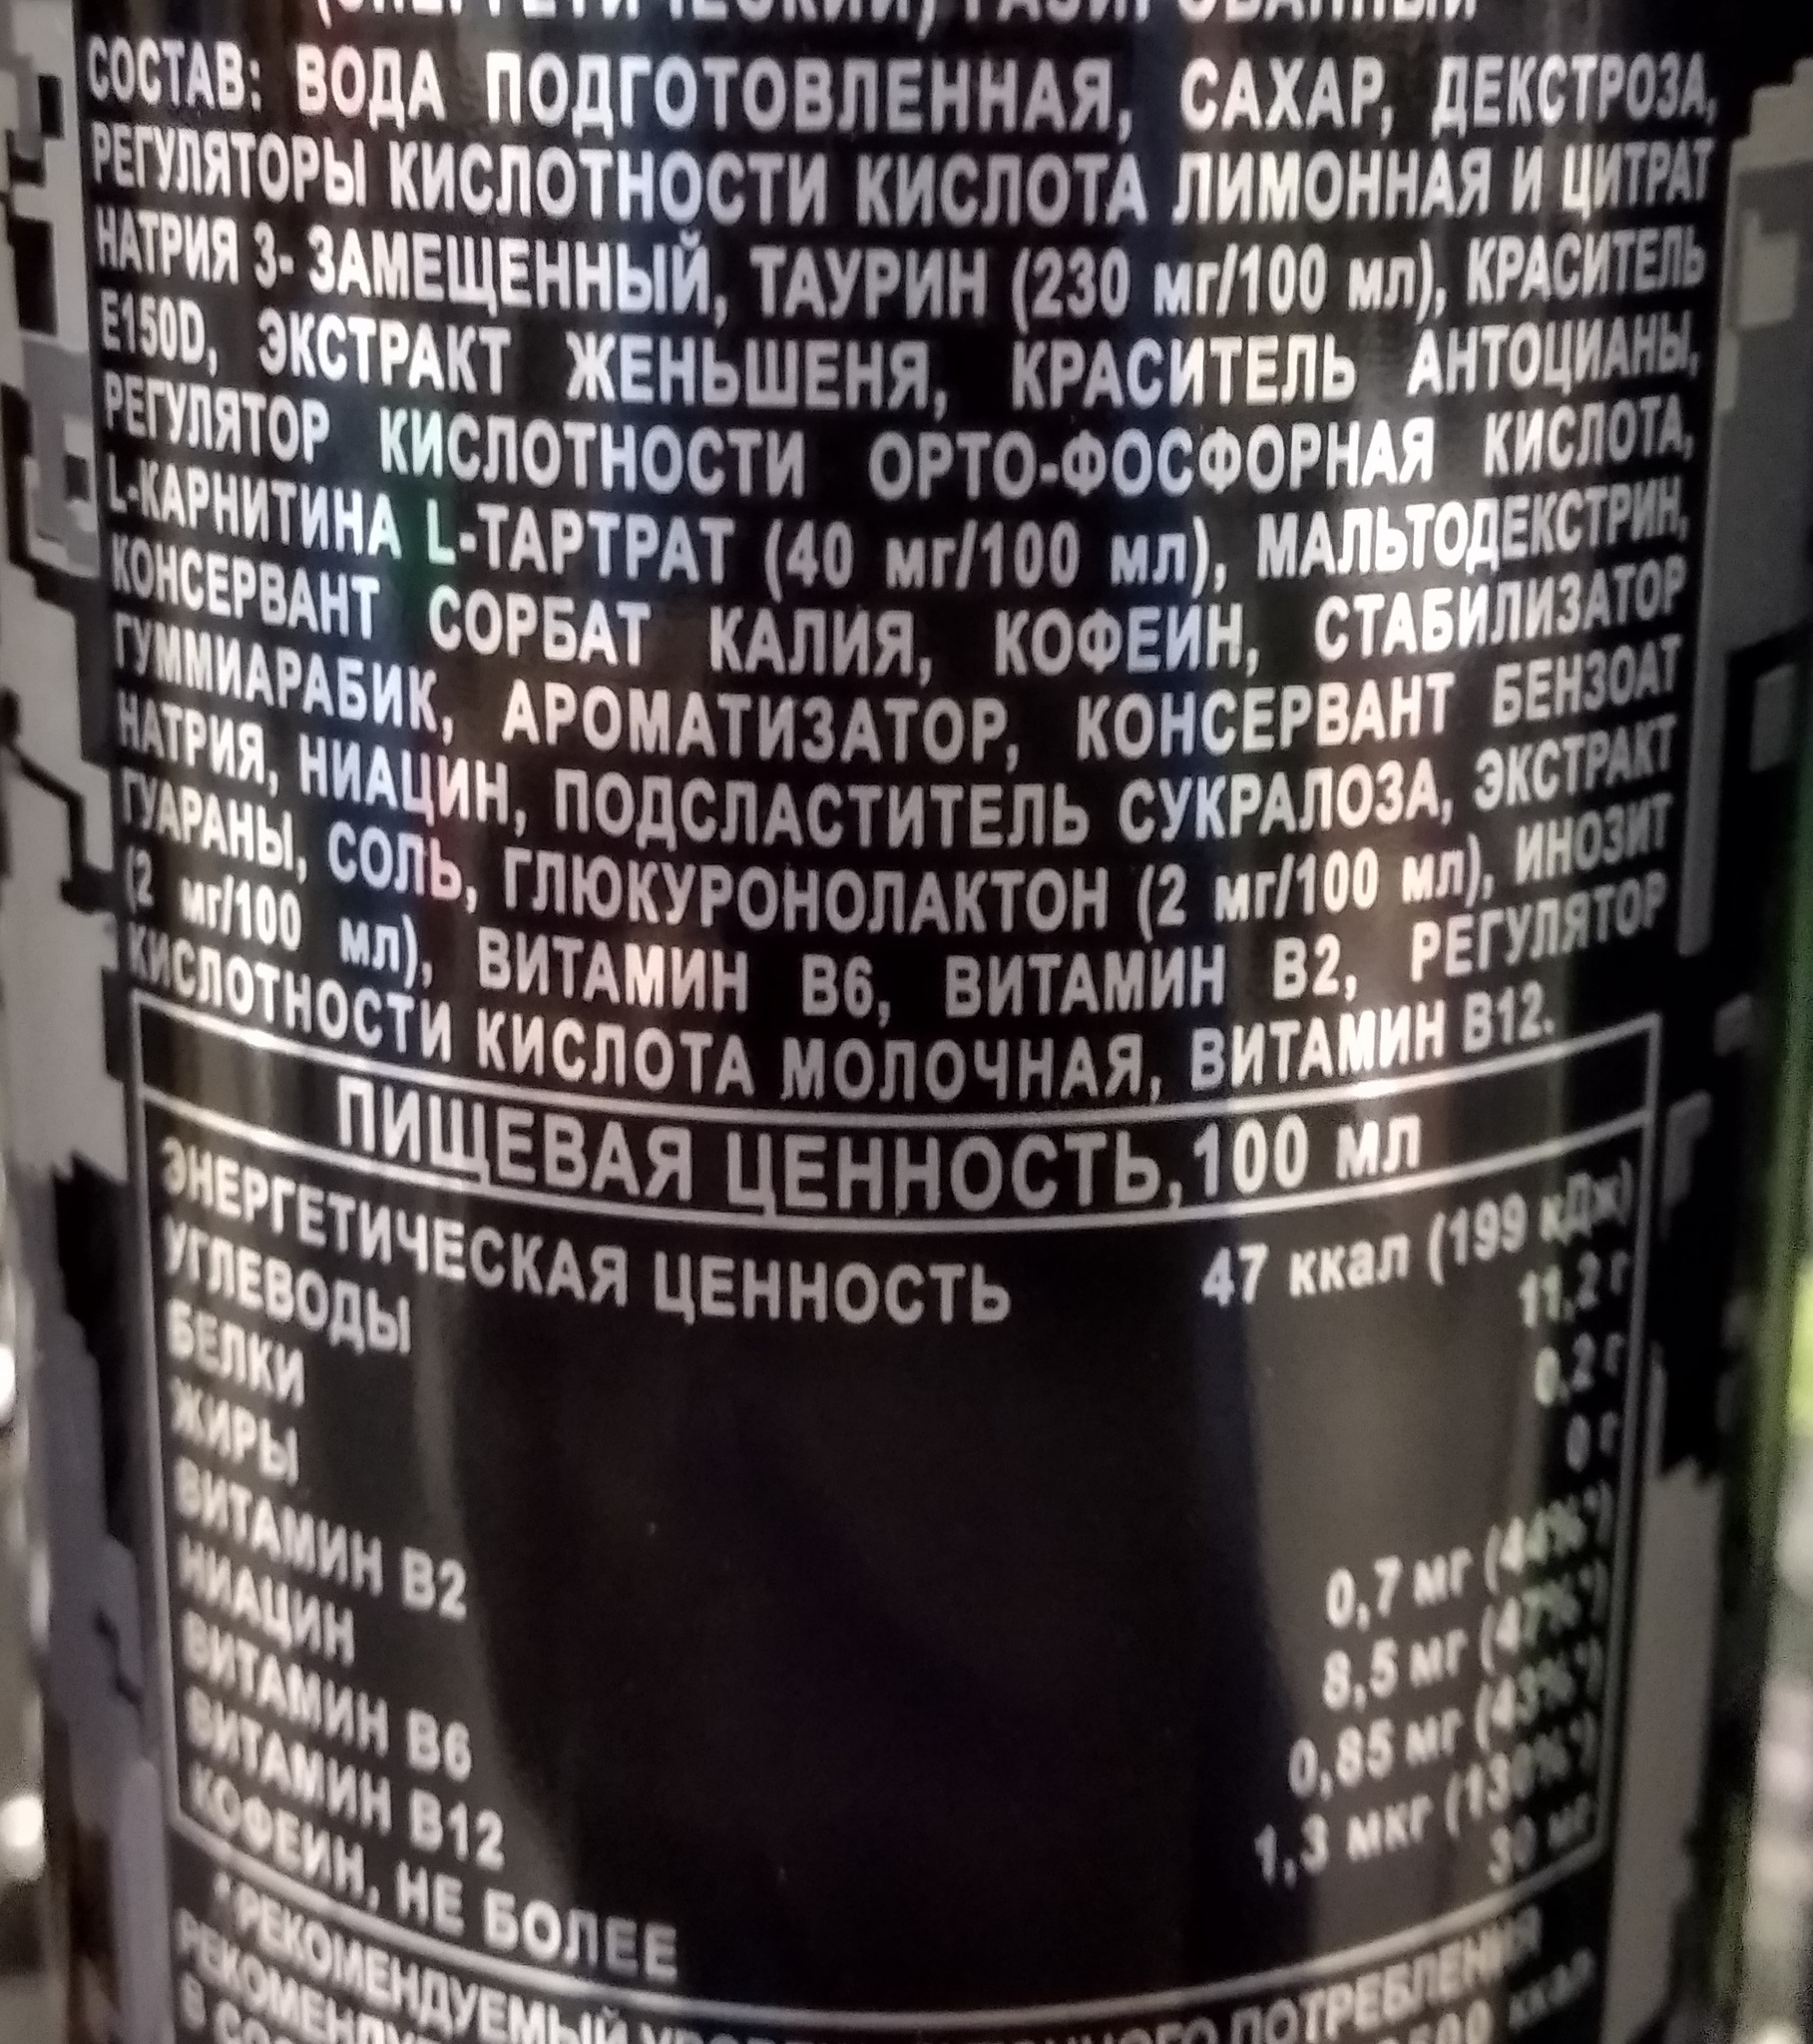 (ЭНЕРГЕТИЧЕСКИЙ) ГАЗИРОВАННЫЙ
СОСТАВ: ВОДА ПОДГОТОВЛЕННАЯ, САХАР, ДЕКСТРОЗА,
РЕГУЛЯТОРЫ КИСЛОТНОСТИ КИСЛОТА ЛИМОННАЯ И ЦИТРАТ
НАТРИЯ 3- ЗАМЕЩЕННЫЙ, ТАУРИН (230 мг/100 мл), КРАСИТЕЛЬ
Е150D, ЭКСТРАКТ ЖЕНЬШЕНЯ, КРАСИТЕЛЬ АНТОЦИАНЫ,
РЕГУЛЯТОР КИСЛОТНОСТИ ОРТО-ФОСФОРНАЯ КИСЛОТА,
L-КАРНИТИНА L-ТАРТРАТ (40 мг/100 мл), МАЛЬТОДЕКСТРИН,
КОНСЕРВАНТ СОРБАТ КАЛИЯ, КОФЕИН, СТАБИЛИЗАТОР
ГУММИАРАБИК, АРОМАТИЗАТОР, КОНСЕРВАНТ БЕНЗОАТ
НАТРИЯ, НИАЦИН, ПОДСЛАСТИТЕЛЬ СУКРАЛОЗА, ЭКСТРАКТ
ГУАРАНЫ, СОЛЬ, ГЛЮКУРОНОЛАКТОН (2 мг/100 мл), ИНОЗИТ
(2 мг/100 мл), ВИТАМИН В6, ВИТАМИН В2, РЕГУЛЯТОР
КИСЛОТНОСТИ КИСЛОТА МОЛОЧНАЯ, ВИТАМИН В12.
ПИЩЕВАЯ ЦЕННОСТЬ,100 мл
ЭНЕРГЕТИЧЕСКАЯ ЦЕННОСТЬ 47 ккал (199 кДж)
УГЛЕВОДЫ 11,2 г
БЕЛКИ 0,2 г
ЖИРЫ 0 г
ВИТАМИН В2 0,7 мг (44%*)
НИАЦИН 8,5 мг (47%*)
ВИТАМИН В6 0,85 мг (43%*)
ВИТАМИН В12 1,3 мкг (130%*)
КОФЕИН, НЕ БОЛЕЕ 30 мг
*РЕКОМЕНДУЕМЫЙ ПОТРЕБЛЕНИЯ
ккал